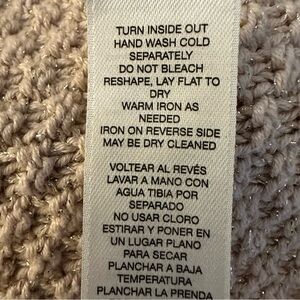 TURN INSIDE OUT
HAND WASH COLD
SEPARATELY
DO NOT BLEACH
RESHAPE, LAY FLAT TO
DRY
WARM IRON AS
NEEDED
IRON ON REVERSE SIDE
MAY BE DRY CLEANED
VOLTEAR AL REVÉS
LAVAR A MANO CON
AGUA TIBIA POR
SEPARADO
NO USAR CLORO
ESTIRAR Y PONER EN
UN LUGAR PLANO
PARA SECAR
PLANCHAR A BAJA
TEMPERATURA
PLANCHAR LA PRENDA